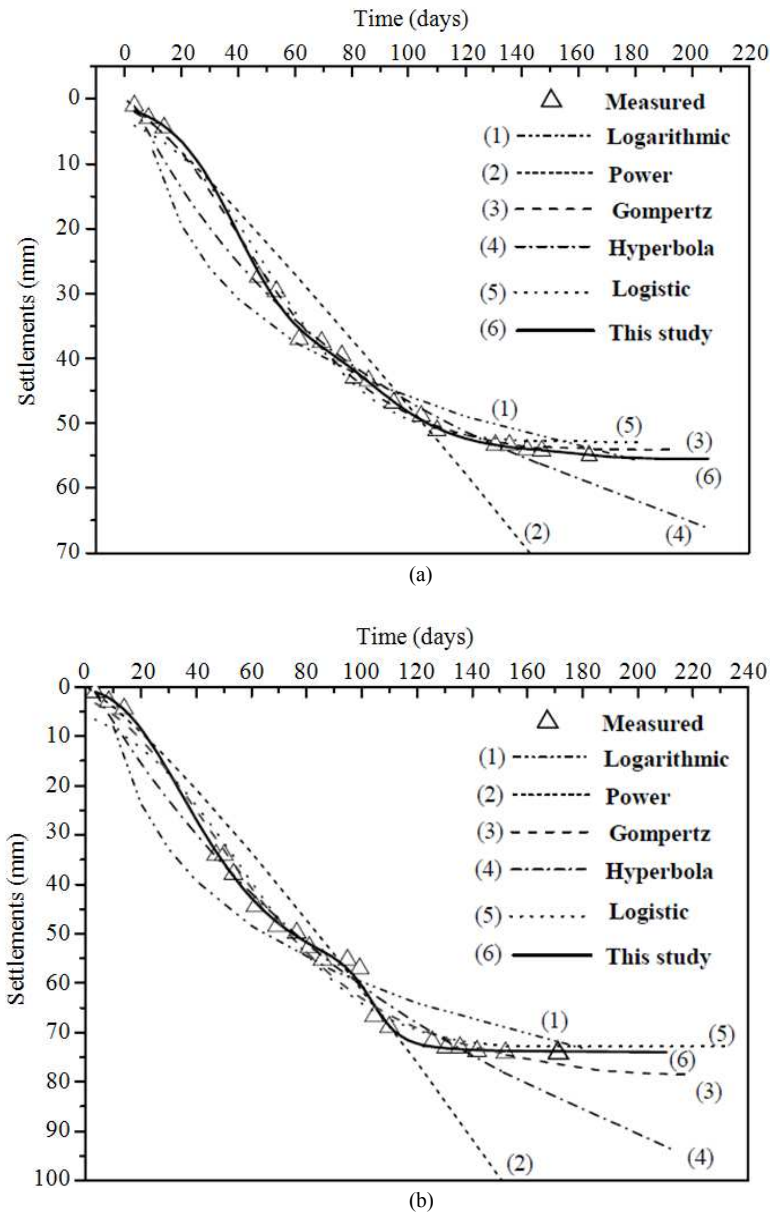 Time (days)
0 20 40 60 80 100 120 140 160 180 200 220
Settlements (mm)
0
10
20
30
40
50
60
70
Measured
(1) Logarithmic
(2) Power
(3) Gompertz
(4) Hyperbola
(5) Logistic
(6) This study
(1)
(5)
(3)
(6)
(4)
(2)
(a)
Time (days)
0 20 40 60 80 100 120 140 160 180 200 220 240
Settlements (mm)
0
10
20
30
40
50
60
70
80
90
100
Measured
(1) Logarithmic
(2) Power
(3) Gompertz
(4) Hyperbola
(5) Logistic
(6) This study
(1)
(5)
(6)
(3)
(4)
(2)
(b)